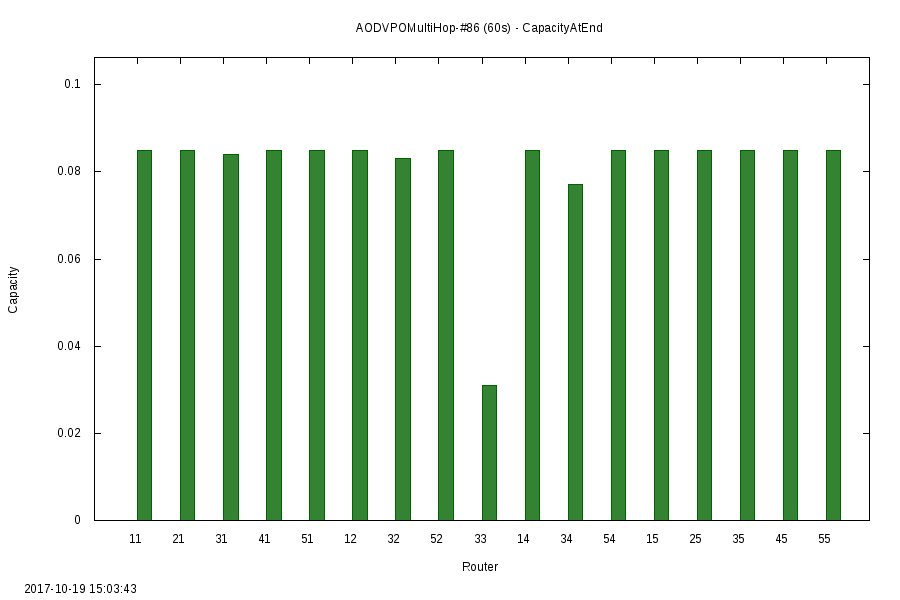 AODVPOMultiHop-#86 (60s) - CapacityAtEnd
0.1
0.08
0.06
0.04
0.02
0
Capacity
11 21 31 41 51 12 32 52 33 14 34 54 15 25 35 45 55
Router
2017-10-19 15:03:43